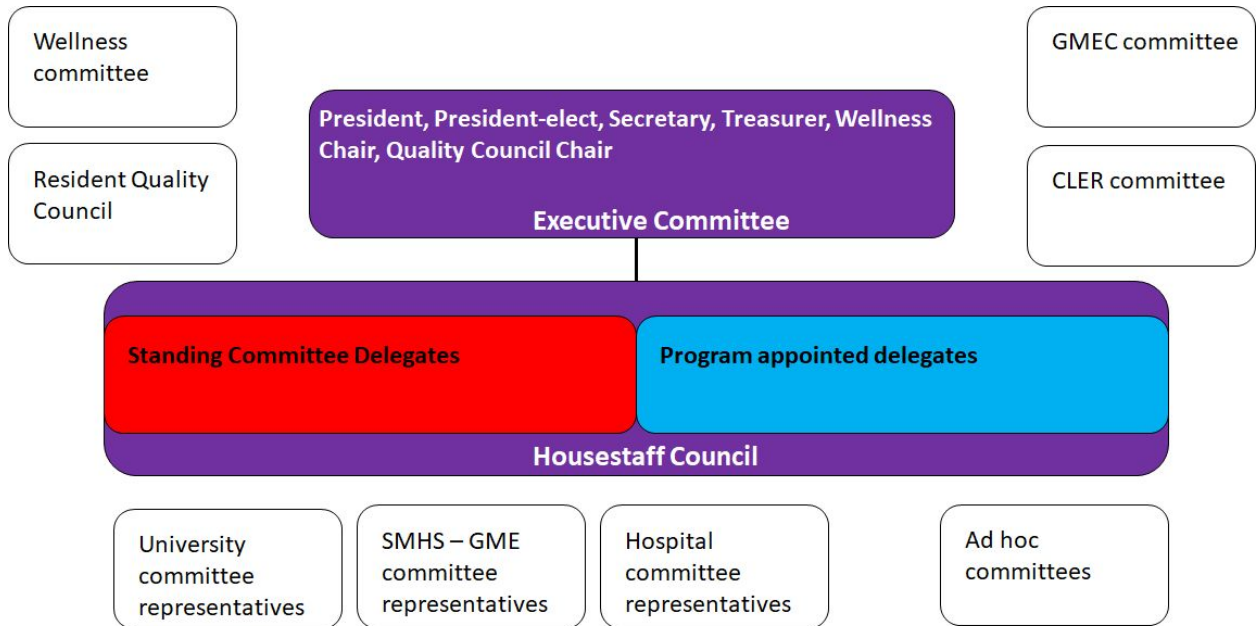 Wellness
committee
GMEC committee
President, President-elect, Secretary, Treasurer, Wellness
Chair, Quality Council Chair
Resident Quality
Council
CLER committee
Executive Committee
Standing Committee Delegates
Program appointed delegates
Housestaff Council
University
committee
representatives
SMHS – GME
committee
representatives
Hospital
committee
representatives
Ad hoc
committees